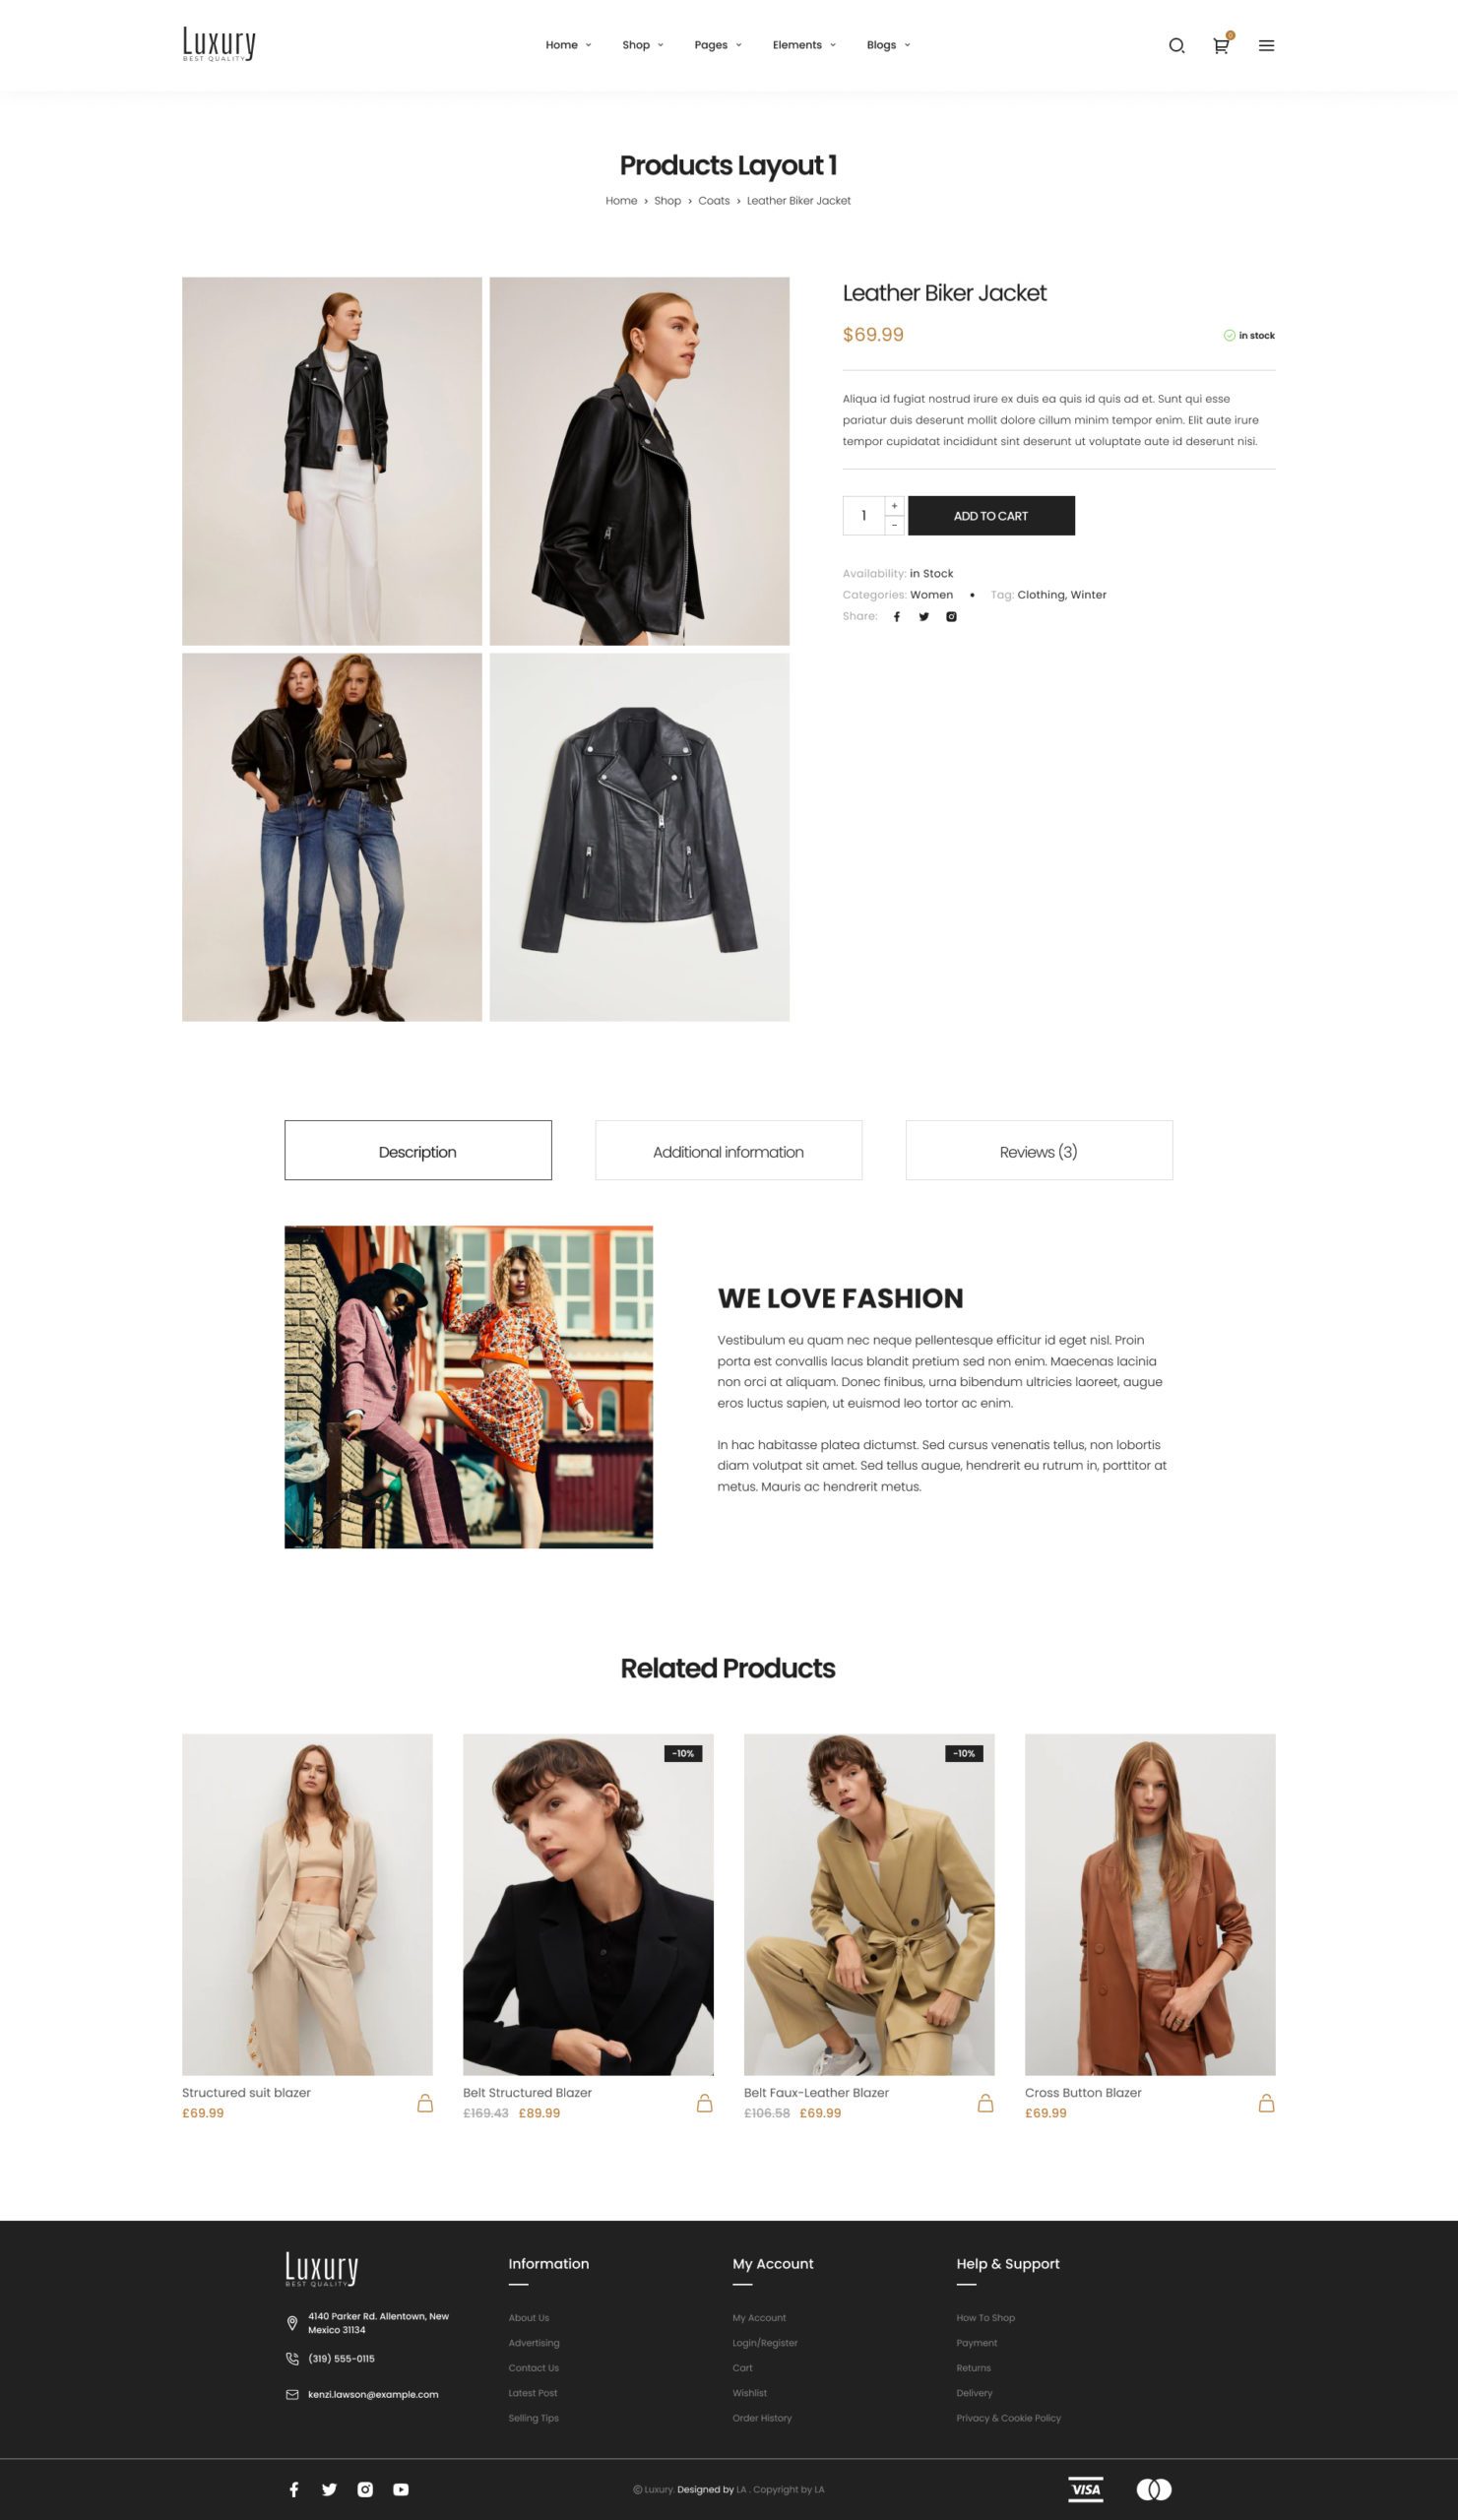 Luxury
BEST QUALITY
Home
Shop
Pages
Elements
Blogs
0
Products Layout 1
Home › Shop › Coats › Leather Biker Jacket
Leather Biker Jacket
$69.99
in stock
Aliqua id fugiat nostrud irure ex duis ea quis id quis ad et. Sunt qui esse
pariatur duis deserunt mollit dolore cillum minim tempor enim. Elit aute irure
tempor cupidatat incididunt sint deserunt ut voluptate aute id deserunt nisi.
1
+
-
ADD TO CART
Availability: in Stock
Categories: Women • Tag: Clothing, Winter
Share:
Description
Additional information
Reviews (3)
WE LOVE FASHION
Vestibulum eu quam nec neque pellentesque efficitur id eget nisl. Proin
porta est convallis lacus blandit pretium sed non enim. Maecenas lacinia
non orci at aliquam. Donec finibus, urna bibendum ultricies laoreet, augue
eros luctus sapien, ut euismod leo tortor ac enim.
In hac habitasse platea dictumst. Sed cursus venenatis tellus, non lobortis
diam volutpat sit amet. Sed tellus augue, hendrerit eu rutrum in, porttitor at
metus. Mauris ac hendrerit metus.
Related Products
-10%
-10%
Structured suit blazer
£69.99
Belt Structured Blazer
£169.43 £89.99
Belt Faux-Leather Blazer
£106.58 £69.99
Cross Button Blazer
£69.99
Luxury
BEST QUALITY
4140 Parker Rd. Allentown, New
Mexico 31134
(319) 555-0115
kenzi.lawson@example.com
Information
About Us
Advertising
Contact Us
Latest Post
Selling Tips
My Account
My Account
Login/Register
Cart
Wishlist
Order History
Help & Support
How To Shop
Payment
Returns
Delivery
Privacy & Cookie Policy
© Luxury. Designed by LA . Copyright by LA
VISA